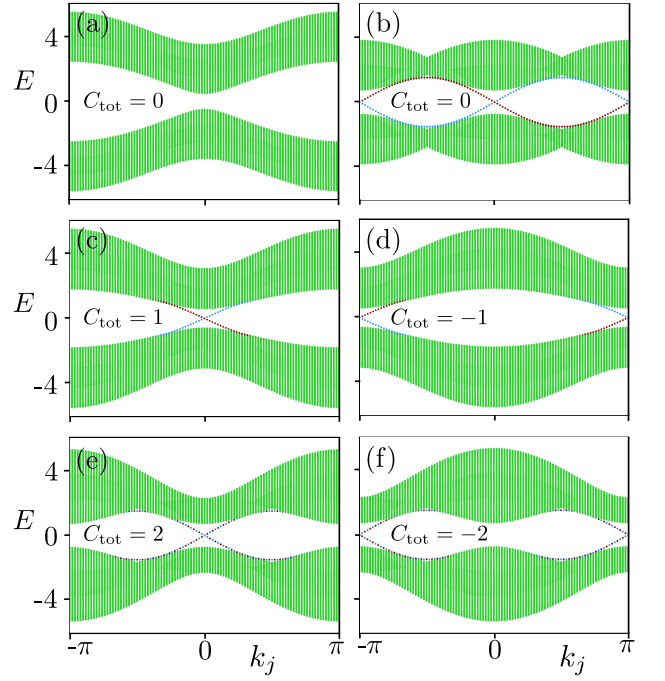 (a) (b)
4
E
0
C_tot = 0 C_tot = 0
-4
(c) (d)
4
E
0
C_tot = 1 C_tot = −1
-4
(e) (f)
4
E
0
C_tot = 2 C_tot = −2
-4
-π 0 k_j π -π 0 k_j π